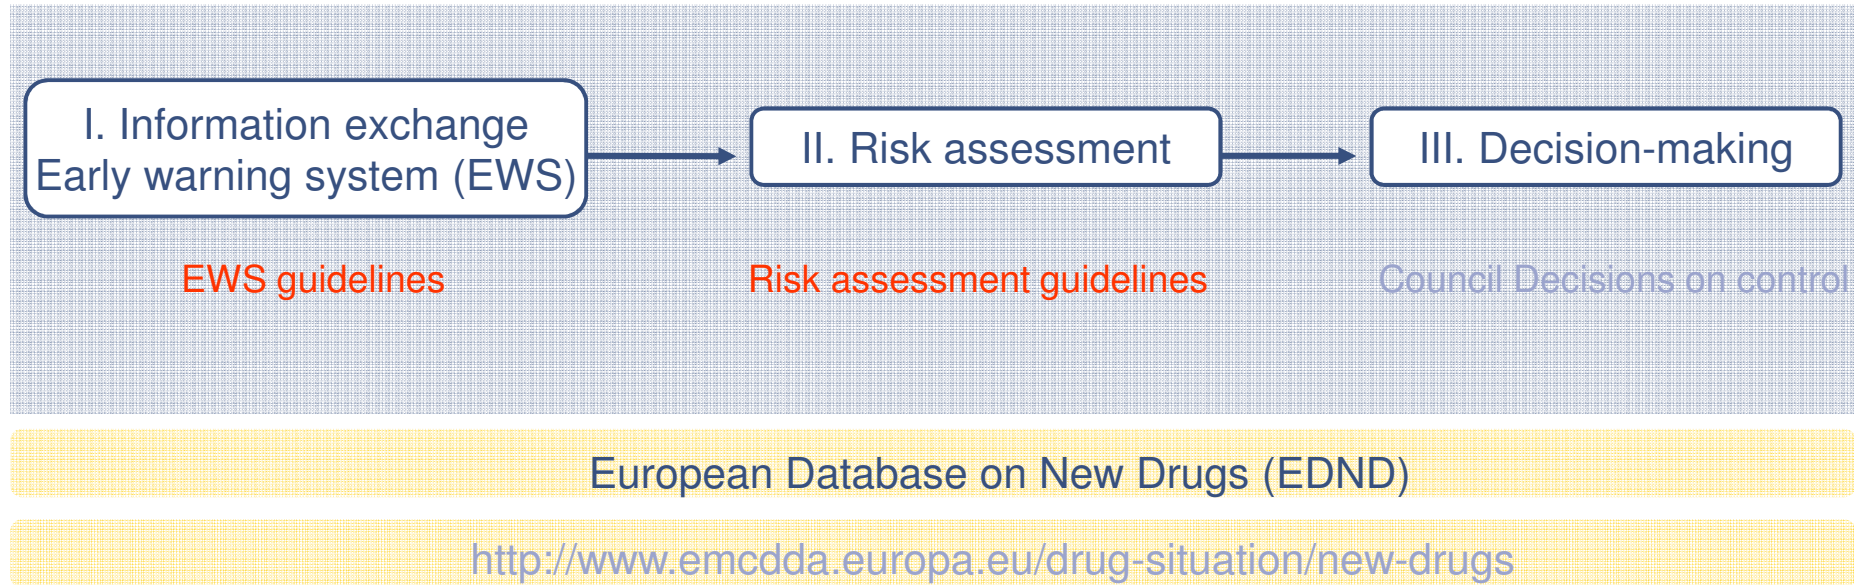 I. Information exchange
Early warning system (EWS)
II. Risk assessment
III. Decision-making
EWS guidelines
Risk assessment guidelines
Council Decisions on control
European Database on New Drugs (EDND)
http://www.emcdda.europa.eu/drug-situation/new-drugs